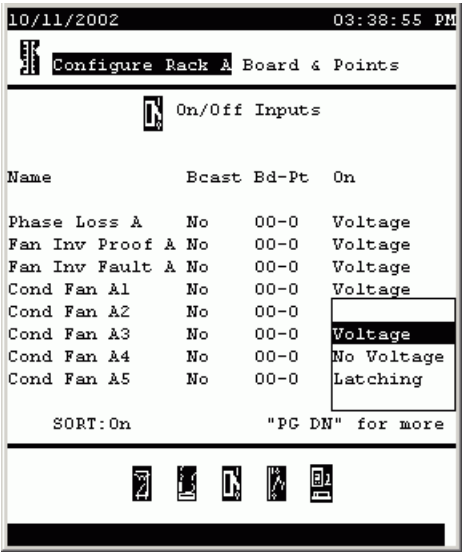 10/11/2002 03:38:55 PM
Configure Rack A Board & Points
On/Off Inputs
Name Bcast Bd-Pt On
Phase Loss A No 00-0 Voltage
Fan Inv Proof A No 00-0 Voltage
Fan Inv Fault A No 00-0 Voltage
Cond Fan A1 No 00-0 Voltage
Cond Fan A2 No 00-0
Cond Fan A3 No 00-0 Voltage
Cond Fan A4 No 00-0 No Voltage
Cond Fan A5 No 00-0 Latching
SORT:On "PG DN" for more